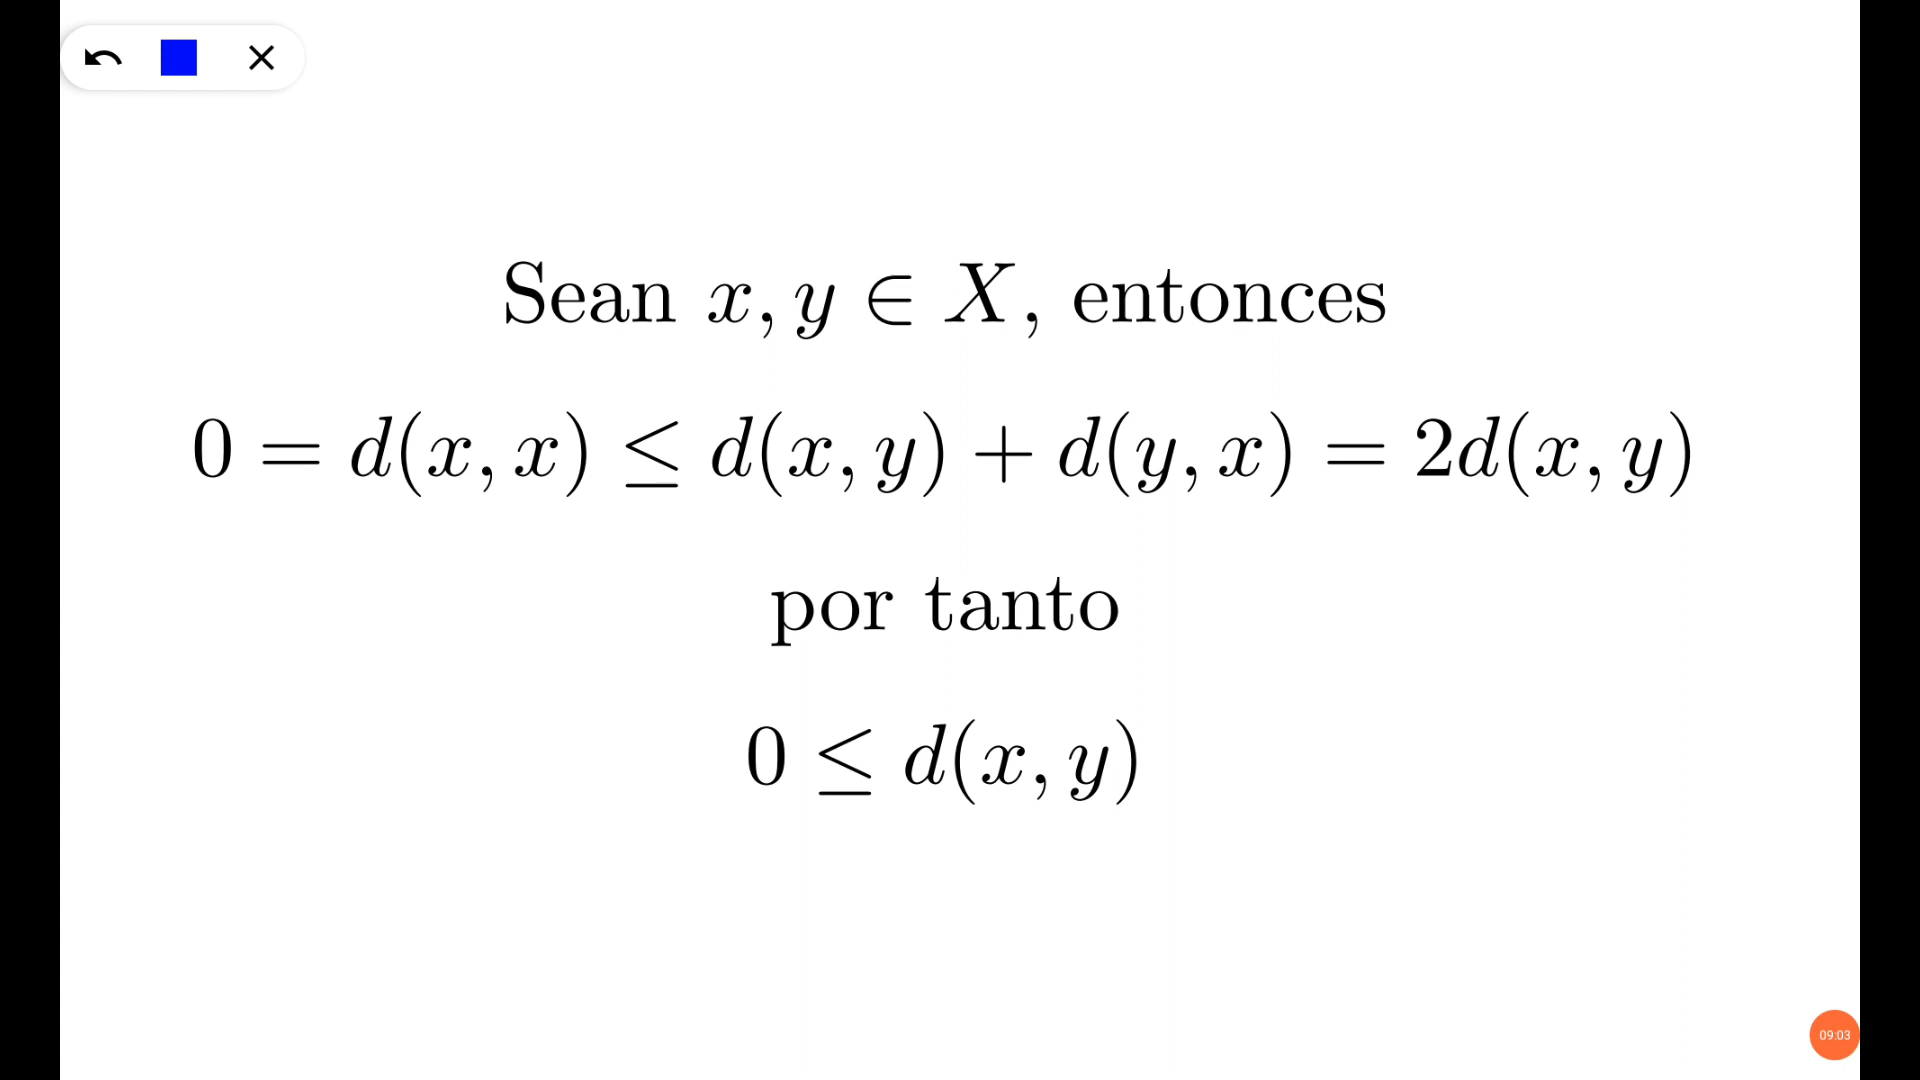 Sean x, y ∈ X, entonces
0 = d(x, x) ≤ d(x, y) + d(y, x) = 2d(x, y)
por tanto
0 ≤ d(x, y)
09:03